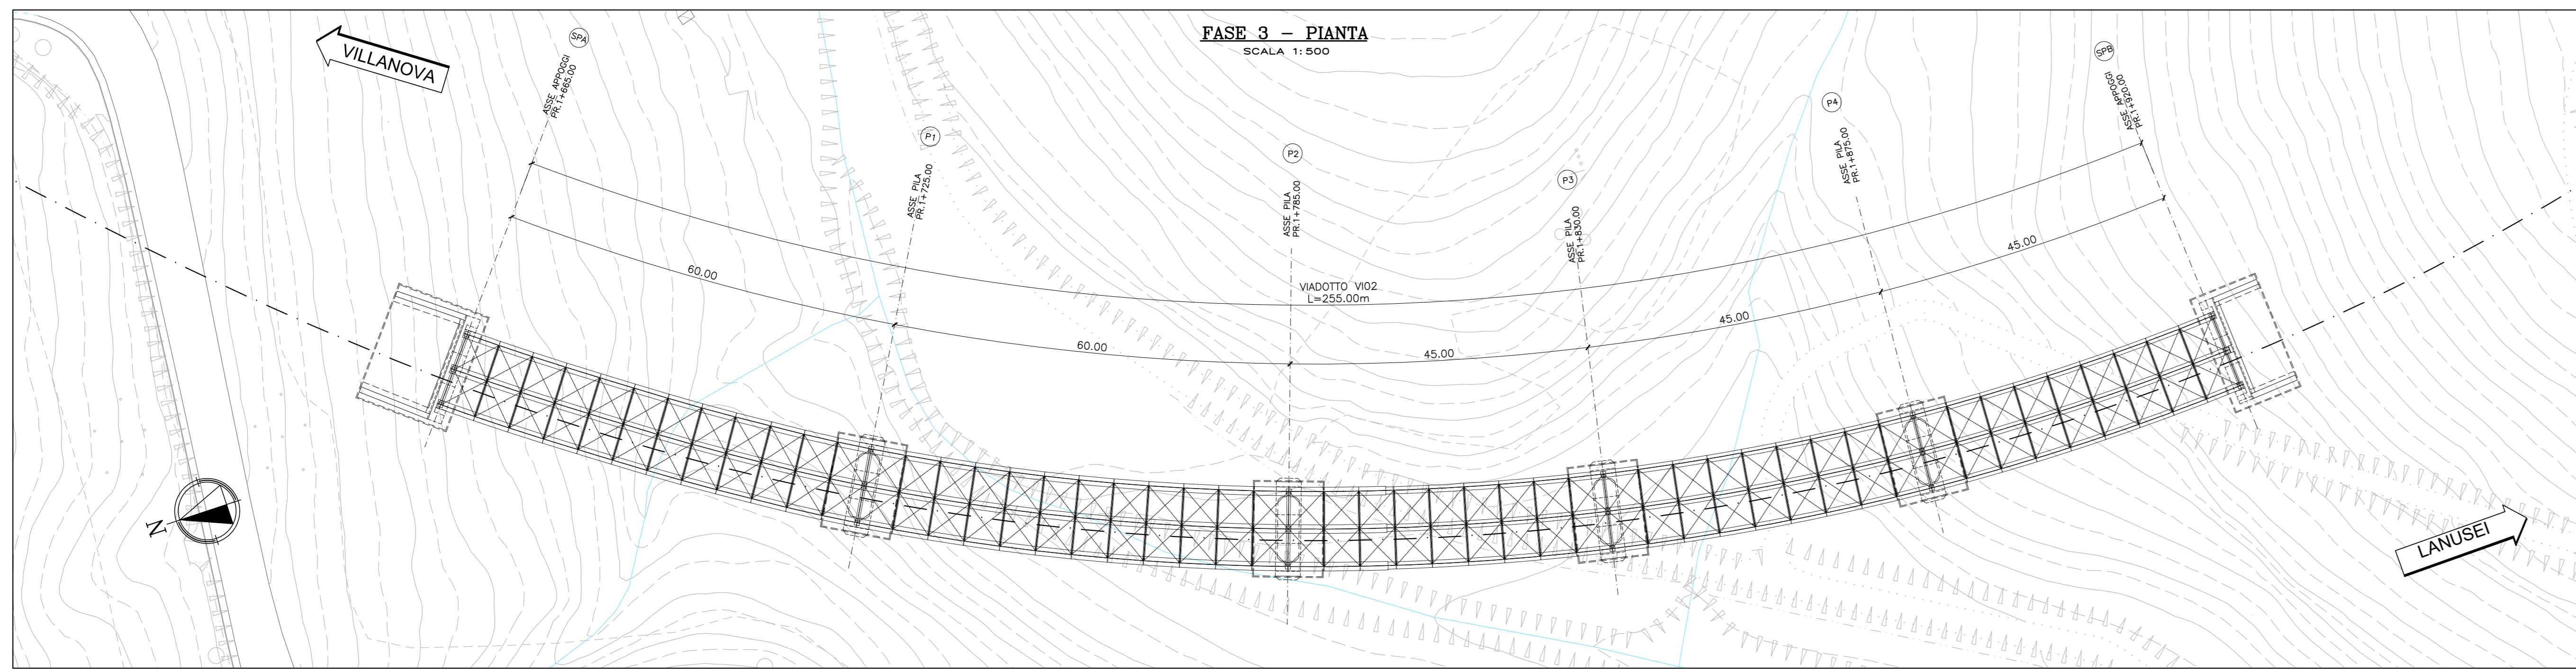 FASE 3 - PIANTA
SCALA 1:500
VILLANOVA
SPA
ASSE APPOGGI
PR.1+665.00
P1
ASSE PILA
PR.1+725.00
P2
ASSE PILA
PR.1+785.00
P3
ASSE PILA
PR.1+830.00
P4
ASSE PILA
PR.1+875.00
SPB
ASSE APPOGGI
PR.1+920.00
VIADOTTO VI02
L=255.00m
60.00
60.00
45.00
45.00
45.00
N
LANUSEI